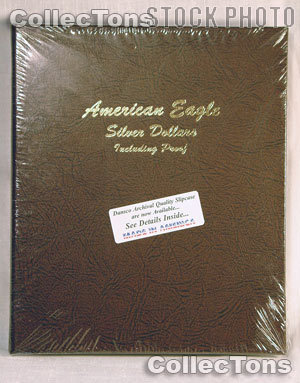 CollecTons STOCK PHOTO
American Eagle
Silver Dollars
Including Proof
Dansco Archival Quality Slipcase
are now Available...
See Details Inside...
MADE IN AMERICA
CollecTons